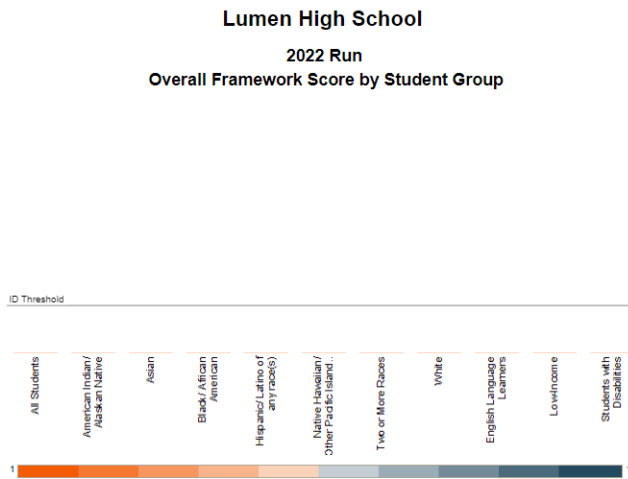 Lumen High School
2022 Run
Overall Framework Score by Student Group
ID Threshold
All Students
American Indian/
Alaskan Native
Asian
Black/ African
American
Hispanic/ Latino of
any race(s)
Native Hawaiian/
Other Pacific Island..
Two or More Races
White
English Language
Learners
Low-Income
Students with
Disabilities
1